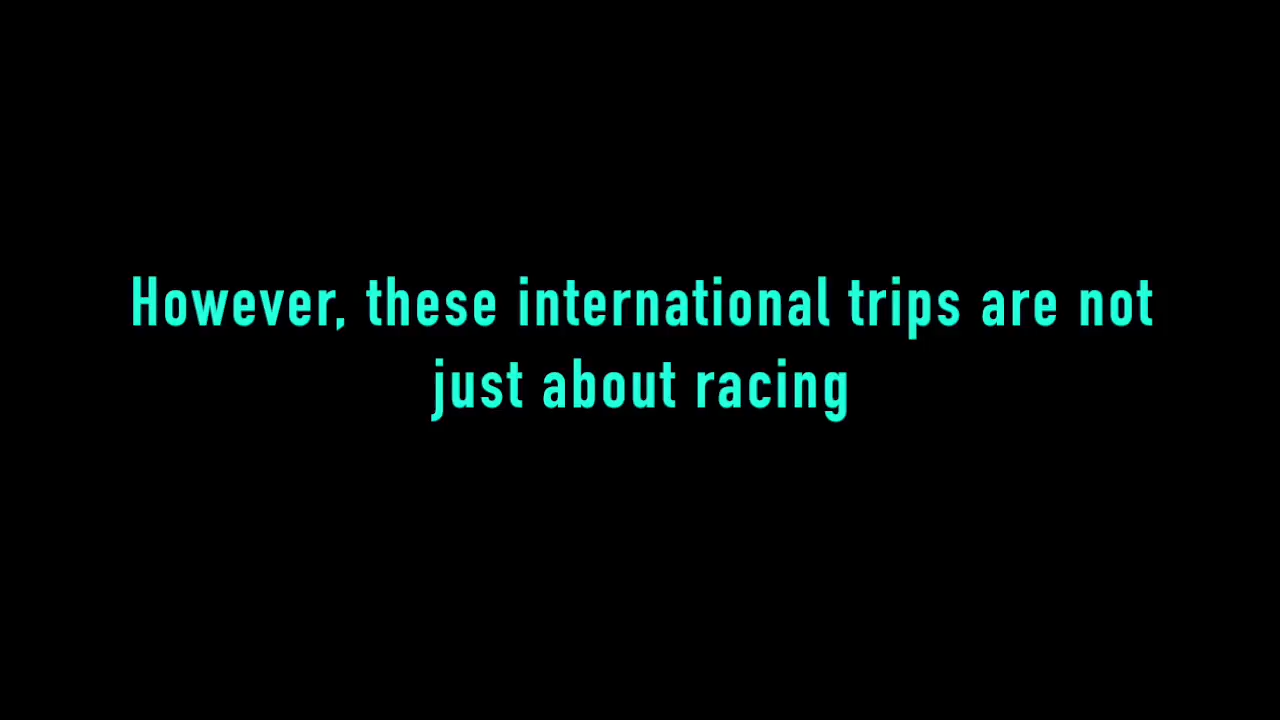 However, these international trips are not
just about racing